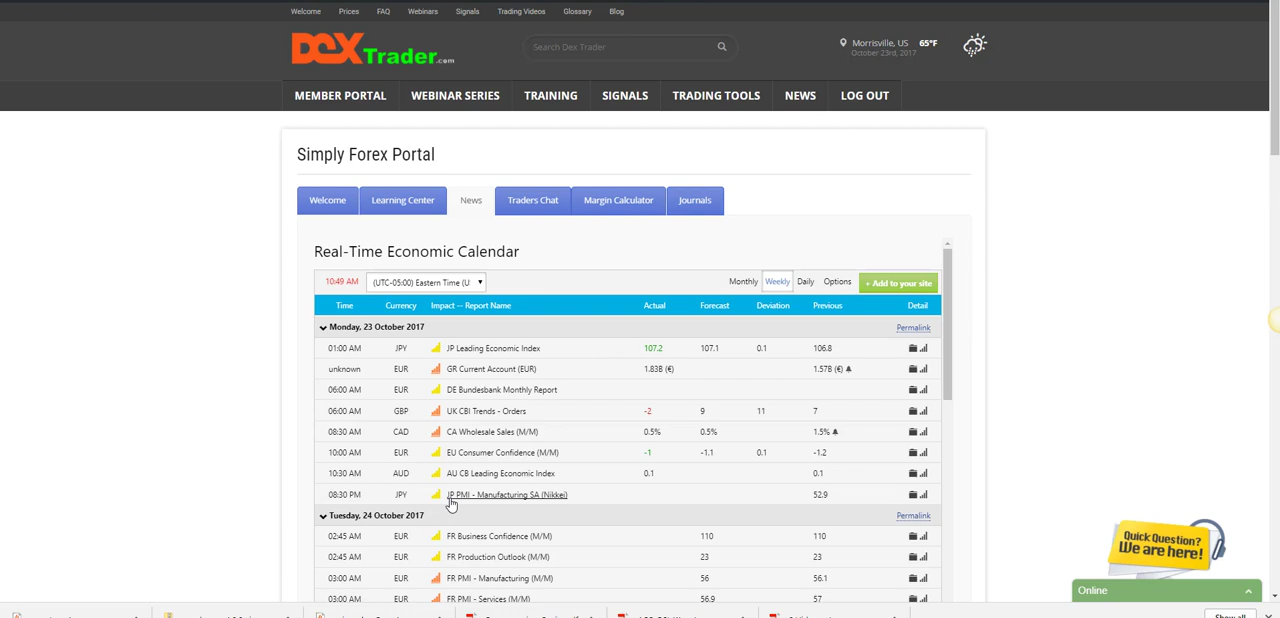 Welcome Prices FAQ Webinars Signals Trading Videos Glossary Blog
DEXTrader.com
Search Dex Trader
Morrisville, US 65°F
October 23rd, 2017
MEMBER PORTAL WEBINAR SERIES TRAINING SIGNALS TRADING TOOLS NEWS LOG OUT
Simply Forex Portal
Welcome Learning Center News Traders Chat Margin Calculator Journals
Real-Time Economic Calendar
10:49 AM (UTC-05:00) Eastern Time (U Monthly Weekly Daily Options + Add to your site
Time Currency Impact -- Report Name Actual Forecast Deviation Previous Detail
Monday, 23 October 2017 Permalink
01:00 AM JPY JP Leading Economic Index 107.2 107.1 0.1 106.8
unknown EUR GR Current Account (EUR) 1.83B (€) 1.57B (€)
06:00 AM EUR DE Bundesbank Monthly Report
06:00 AM GBP UK CBI Trends - Orders -2 9 11 7
08:30 AM CAD CA Wholesale Sales (M/M) 0.5% 0.5% 1.5%
10:00 AM EUR EU Consumer Confidence (M/M) -1 -1.1 0.1 -1.2
10:30 AM AUD AU CB Leading Economic Index 0.1 0.1
08:30 PM JPY JP PMI - Manufacturing SA (Nikkei) 52.9
Tuesday, 24 October 2017 Permalink
02:45 AM EUR FR Business Confidence (M/M) 110 110
02:45 AM EUR FR Production Outlook (M/M) 23 23
03:00 AM EUR FR PMI - Manufacturing (M/M) 56 56.1
03:00 AM EUR FR PMI - Services (M/M) 56.9 57
Quick Question?
We are here!
Online
Show all